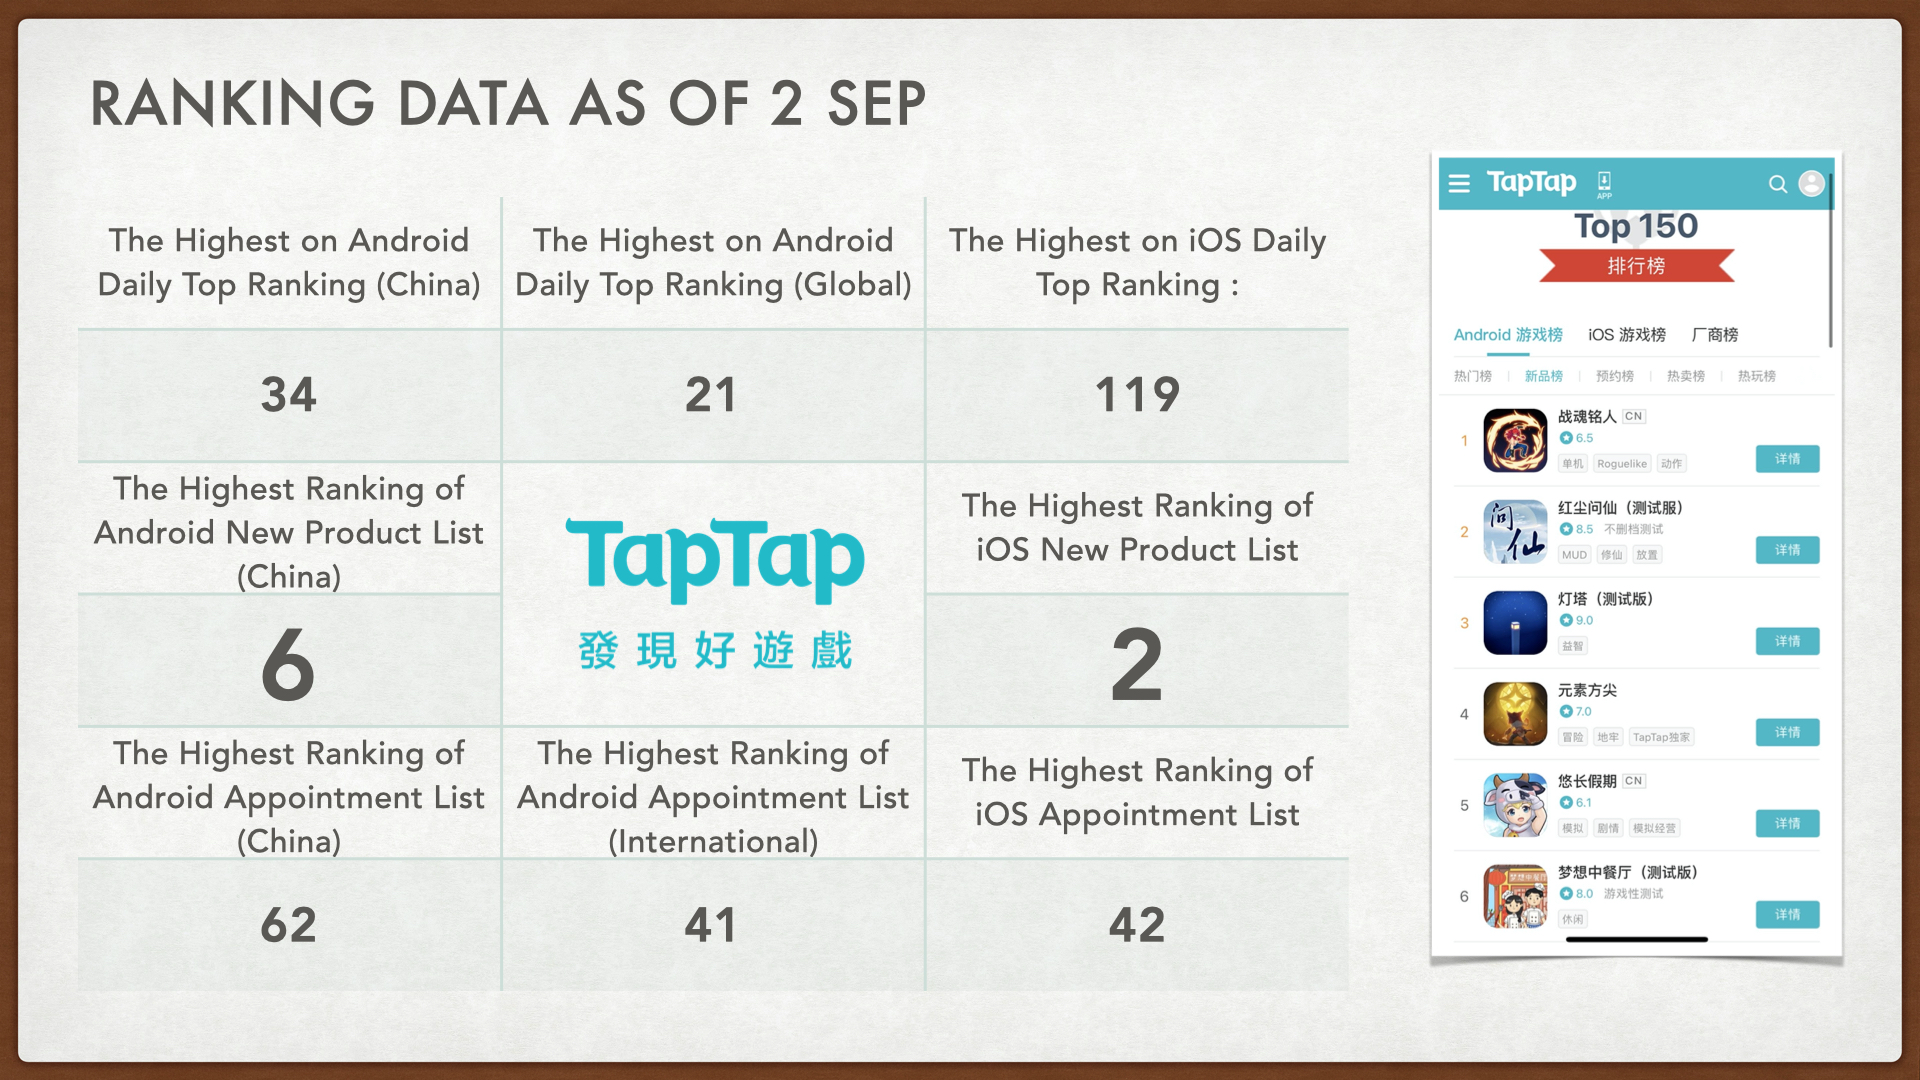 RANKING DATA AS OF 2 SEP
The Highest on Android
Daily Top Ranking (China)
The Highest on Android
Daily Top Ranking (Global)
The Highest on iOS Daily
Top Ranking :
34
21
119
The Highest Ranking of
Android New Product List
(China)
TapTap
發現好遊戲
The Highest Ranking of
iOS New Product List
6
2
The Highest Ranking of
Android Appointment List
(China)
The Highest Ranking of
Android Appointment List
(International)
The Highest Ranking of
iOS Appointment List
62
41
42
TapTap
APP
Top 150
排行榜
Android 游戏榜 iOS 游戏榜 厂商榜
热门榜 新品榜 预约榜 热卖榜 热玩榜
1
战魂铭人 CN
6.5
单机 Roguelike 动作
详情
2
问仙
红尘问仙（测试服）
8.5 不删档测试
MUD 修仙 放置
详情
3
灯塔（测试版）
9.0
益智
详情
4
元素方尖
7.0
冒险 地牢 TapTap独家
详情
5
悠长假期 CN
6.1
模拟 剧情 模拟经营
详情
6
梦想中餐厅（测试版）
8.0 游戏性测试
休闲
详情